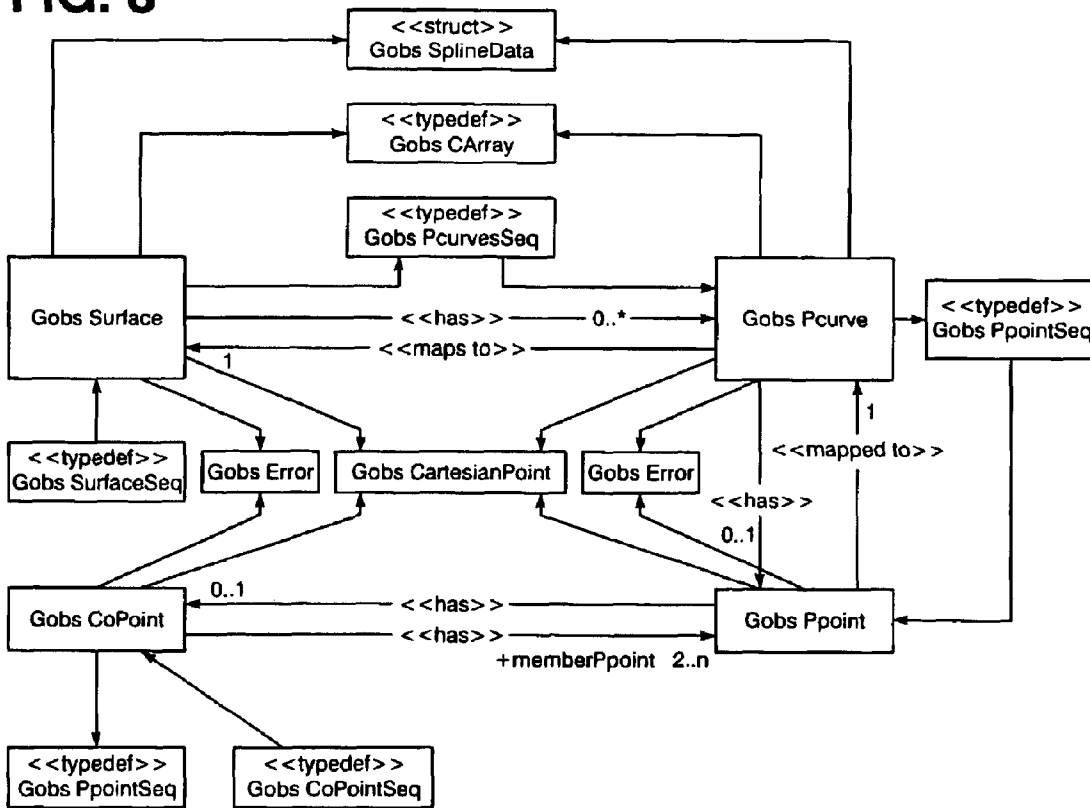 FIG.
<<struct>>
Gobs SplineData
<<typedef>>
Gobs CArray
<<typedef>>
Gobs PcurvesSeq
Gobs Surface
<<has>>
0..*
Gobs Pcurve
<<typedef>>
Gobs PpointSeq
<<maps to>>
1
1
<<typedef>>
Gobs SurfaceSeq
Gobs Error
Gobs CartesianPoint
Gobs Error
<<mapped to>>
<<has>>
0..1
0..1
Gobs CoPoint
<<has>>
<<has>>
Gobs Ppoint
+memberPpoint 2..n
<<typedef>>
Gobs PpointSeq
<<typedef>>
Gobs CoPointSeq